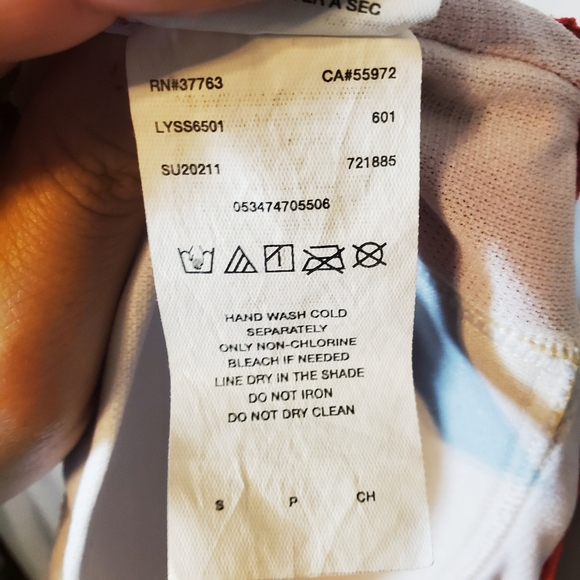 A SEC
RN#37763 CA#55972
LYSS6501 601
SU20211 721885
053474705506
HAND WASH COLD
SEPARATELY
ONLY NON-CHLORINE
BLEACH IF NEEDED
LINE DRY IN THE SHADE
DO NOT IRON
DO NOT DRY CLEAN
S P CH